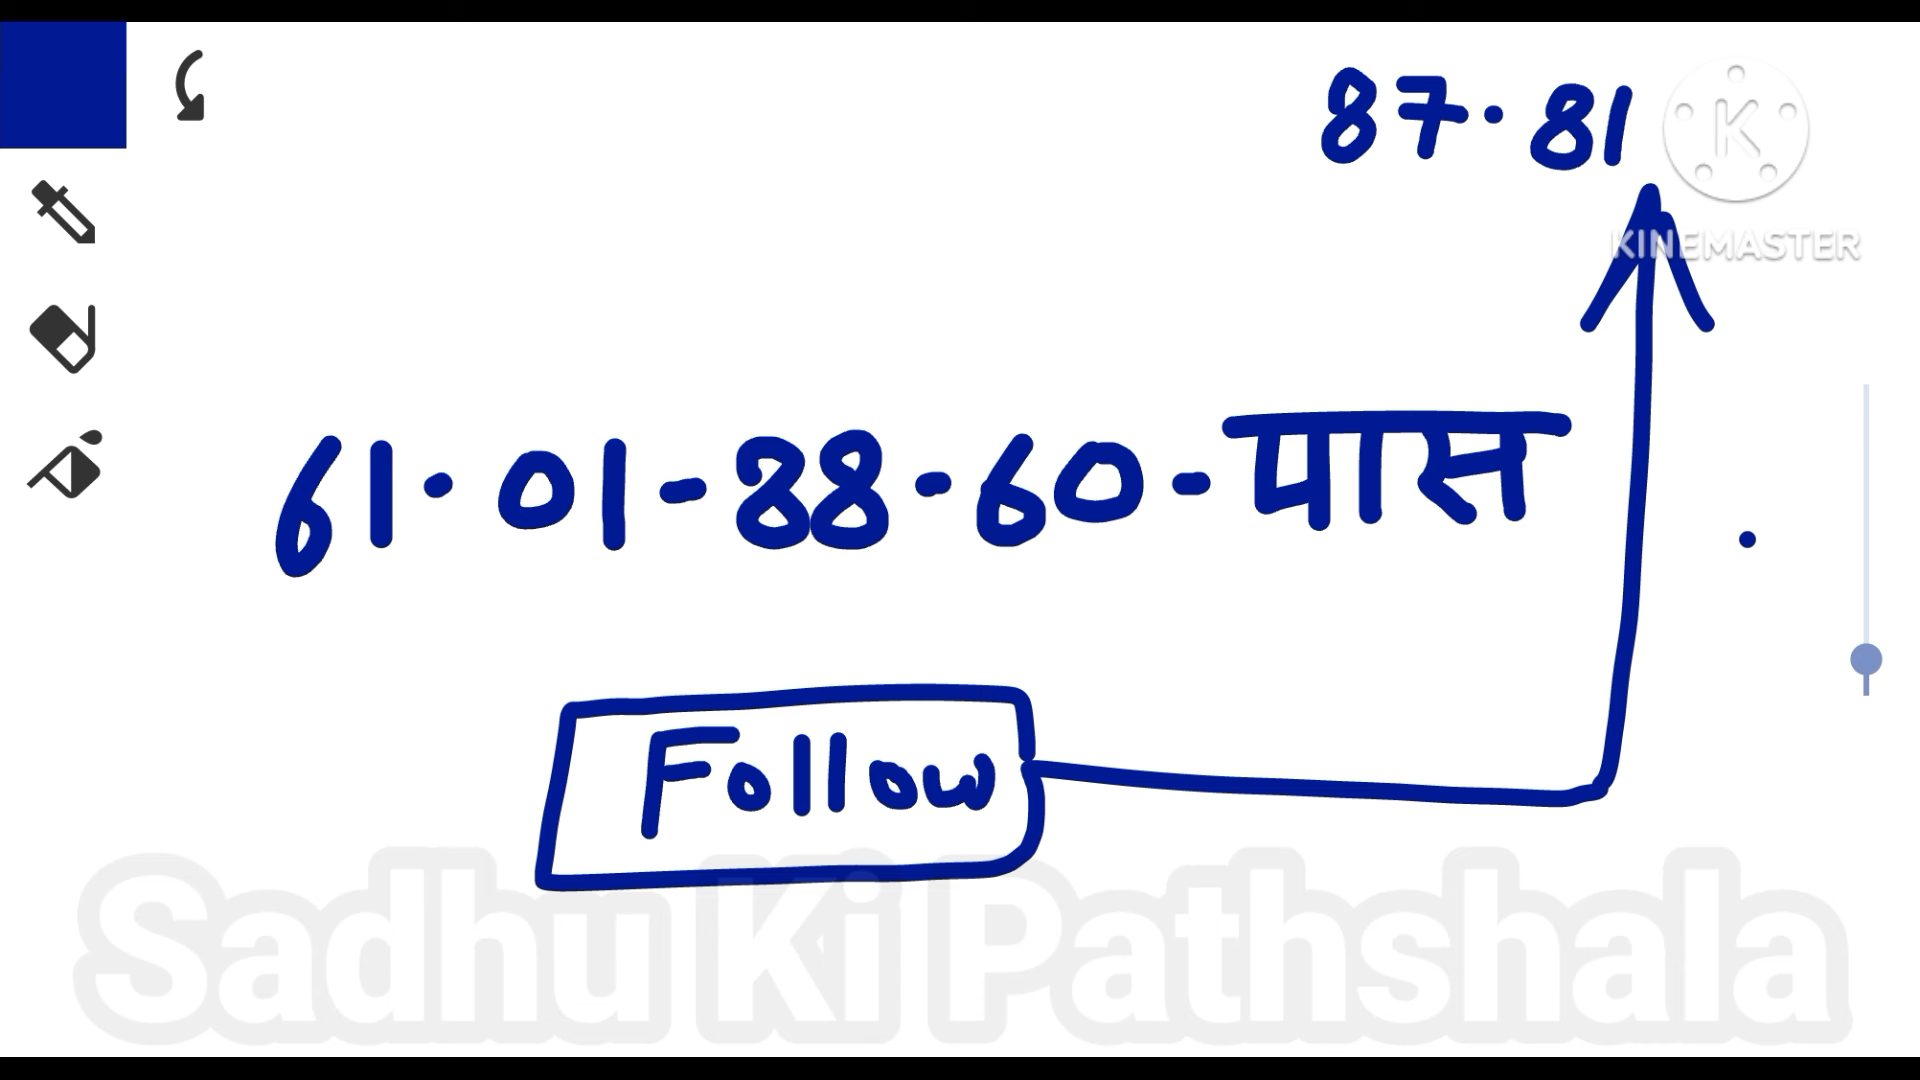 87·81
K
KINEMASTER
61·01-88·60-पास
Follow
Sadhu Ki Pathshala